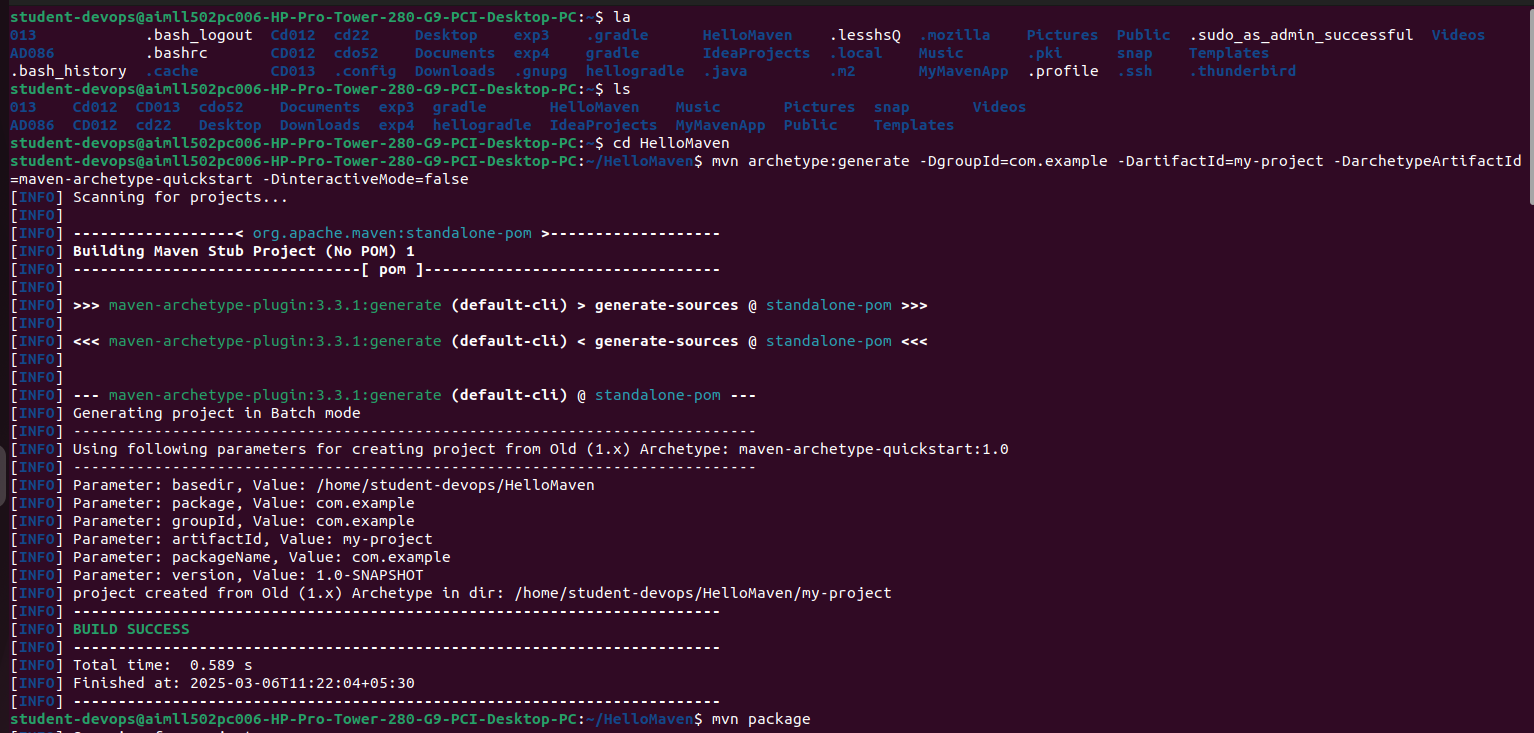 student-devops@aimll502pc006-HP-Pro-Tower-280-G9-PCI-Desktop-PC:~$ la
013 .bash_logout Cd012 cd22 Desktop exp3 .gradle HelloMaven .lesshsQ .mozilla Pictures Public .sudo_as_admin_successful Videos
AD086 .bashrc CD012 cdo52 Documents exp4 gradle IdeaProjects .local Music .pki snap Templates
.bash_history .cache CD013 .config Downloads .gnupg hellogradle .java .m2 MyMavenApp .profile .ssh .thunderbird
student-devops@aimll502pc006-HP-Pro-Tower-280-G9-PCI-Desktop-PC:~$ ls
013 Cd012 CD013 cdo52 Documents exp3 gradle HelloMaven Music Pictures snap Videos
AD086 CD012 cd22 Desktop Downloads exp4 hellogradle IdeaProjects MyMavenApp Public Templates
student-devops@aimll502pc006-HP-Pro-Tower-280-G9-PCI-Desktop-PC:~$ cd HelloMaven
student-devops@aimll502pc006-HP-Pro-Tower-280-G9-PCI-Desktop-PC:~/HelloMaven$ mvn archetype:generate -DgroupId=com.example -DartifactId=my-project -DarchetypeArtifactId
=maven-archetype-quickstart -DinteractiveMode=false
[INFO] Scanning for projects...
[INFO]
[INFO] ------------------< org.apache.maven:standalone-pom >-------------------
[INFO] Building Maven Stub Project (No POM) 1
[INFO] --------------------------------[ pom ]---------------------------------
[INFO]
[INFO] >>> maven-archetype-plugin:3.3.1:generate (default-cli) > generate-sources @ standalone-pom >>>
[INFO]
[INFO] <<< maven-archetype-plugin:3.3.1:generate (default-cli) < generate-sources @ standalone-pom <<<
[INFO]
[INFO]
[INFO] --- maven-archetype-plugin:3.3.1:generate (default-cli) @ standalone-pom ---
[INFO] Generating project in Batch mode
[INFO] ----------------------------------------------------------------------------
[INFO] Using following parameters for creating project from Old (1.x) Archetype: maven-archetype-quickstart:1.0
[INFO] ----------------------------------------------------------------------------
[INFO] Parameter: basedir, Value: /home/student-devops/HelloMaven
[INFO] Parameter: package, Value: com.example
[INFO] Parameter: groupId, Value: com.example
[INFO] Parameter: artifactId, Value: my-project
[INFO] Parameter: packageName, Value: com.example
[INFO] Parameter: version, Value: 1.0-SNAPSHOT
[INFO] project created from Old (1.x) Archetype in dir: /home/student-devops/HelloMaven/my-project
[INFO] ------------------------------------------------------------------------
[INFO] BUILD SUCCESS
[INFO] ------------------------------------------------------------------------
[INFO] Total time:  0.589 s
[INFO] Finished at: 2025-03-06T11:22:04+05:30
[INFO] ------------------------------------------------------------------------
student-devops@aimll502pc006-HP-Pro-Tower-280-G9-PCI-Desktop-PC:~/HelloMaven$ mvn package